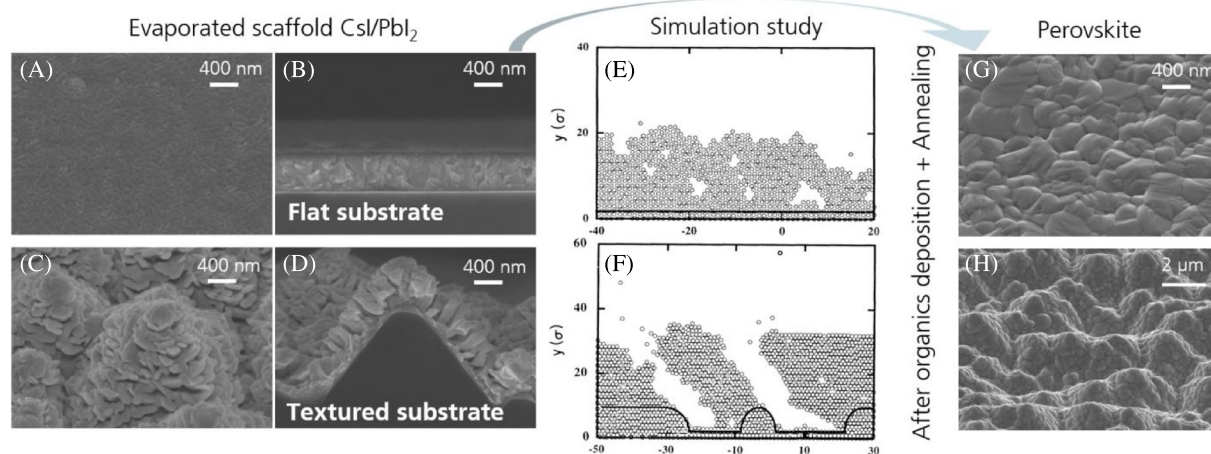 Evaporated scaffold CsI/PbI₂
Simulation study
Perovskite
(A)
400 nm
(B)
400 nm
Flat substrate
(C)
400 nm
(D)
400 nm
Textured substrate
(E)
y (σ)
40
20
0
-40 -20 0 20
(F)
y (σ)
60
40
20
0
-50 -30 -10 10 30
After organics deposition + Annealing
(G)
400 nm
(H)
2 µm